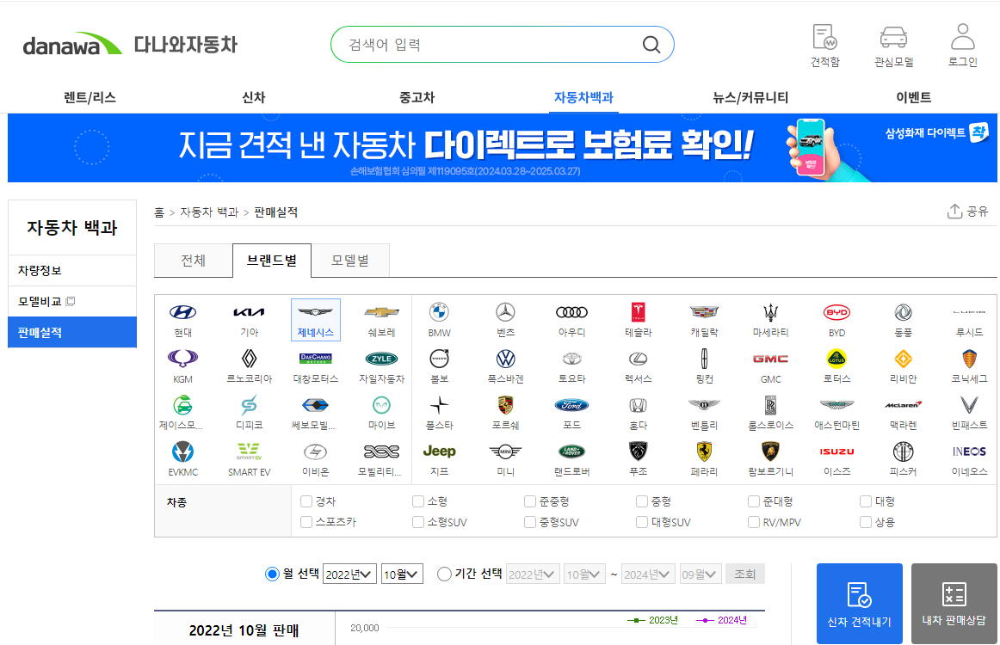 danawa 다나와자동차
검색어 입력
견적함 관심모델 로그인
렌트/리스 신차 중고차 자동차백과 뉴스/커뮤니티 이벤트
지금 견적 낸 자동차 다이렉트로 보험료 확인!
손해보험협회 심의필 제119095호(2024.03.28~2025.03.27)
삼성화재 다이렉트 착
자동차 백과
차량정보
모델비교
판매실적
홈 > 자동차 백과 > 판매실적
공유
전체 브랜드별 모델별
현대 기아 제네시스 쉐보레 BMW 벤츠 아우디 테슬라 캐딜락 마세라티 BYD 동풍 루시드
KGM 르노코리아 대창모터스 자일자동차 볼보 폭스바겐 토요타 렉서스 링컨 GMC 로터스 리비안 코닉세그
제이스모... 디피코 쎄보모빌... 마이브 폴스타 포르쉐 포드 혼다 벤틀리 롤스로이스 애스턴마틴 맥라렌 빈패스트
EVKMC SMART EV 이비온 모빌리티... 지프 미니 랜드로버 푸조 페라리 람보르기니 이스즈 피스커 이네오스
차종
경차 소형 준중형 중형 준대형 대형
스포츠카 소형SUV 중형SUV 대형SUV RV/MPV 상용
월 선택 2022년 10월 기간 선택 2022년 10월 ~ 2024년 09월 조회
신차 견적내기
내차 판매상담
2022년 10월 판매
20,000
2023년 2024년